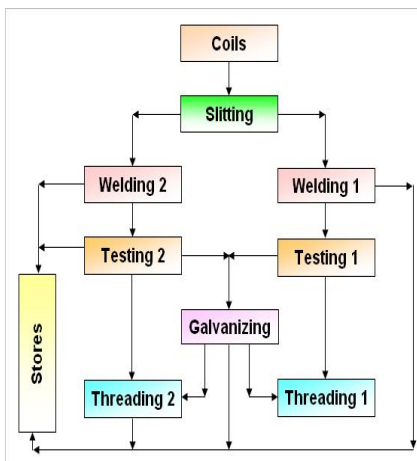 Coils
Slitting
Welding 2
Welding 1
Testing 2
Testing 1
Galvanizing
Stores
Threading 2
Threading 1